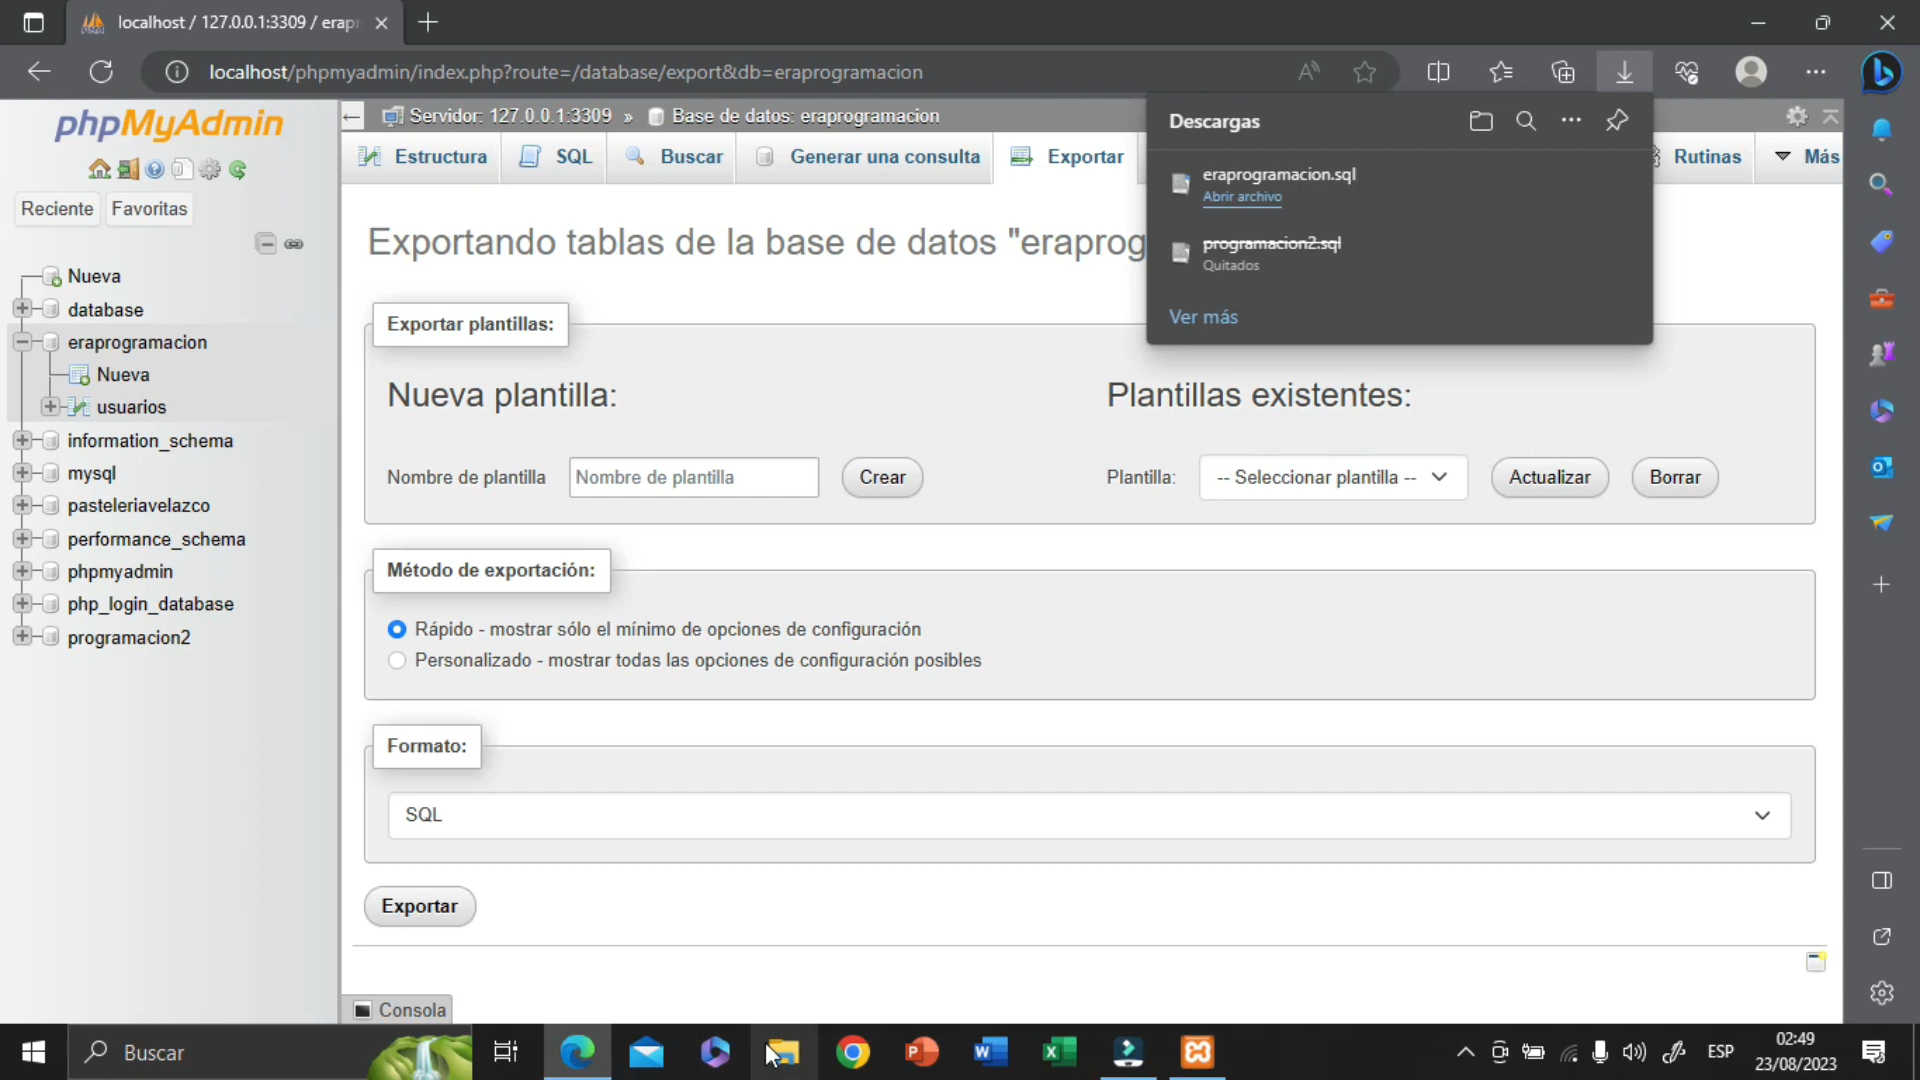 localhost / 127.0.0.1:3309 / erapr
localhost/phpmyadmin/index.php?route=/database/export&db=eraprogramacion
phpMyAdmin
Reciente
Favoritas
Nueva
database
eraprogramacion
Nueva
usuarios
information_schema
mysql
pasteleriavelazco
performance_schema
phpmyadmin
php_login_database
programacion2
Servidor: 127.0.0.1:3309 » Base de datos: eraprogramacion
Estructura
SQL
Buscar
Generar una consulta
Exportar
Rutinas
Más
Descargas
eraprogramacion.sql
Abrir archivo
programacion2.sql
Quitados
Ver más
Exportando tablas de la base de datos "eraprog
Exportar plantillas:
Nueva plantilla:
Plantillas existentes:
Nombre de plantilla
Nombre de plantilla
Crear
Plantilla:
-- Seleccionar plantilla --
Actualizar
Borrar
Método de exportación:
Rápido - mostrar sólo el mínimo de opciones de configuración
Personalizado - mostrar todas las opciones de configuración posibles
Formato:
SQL
Exportar
Consola
Buscar
ESP
02:49
23/08/2023